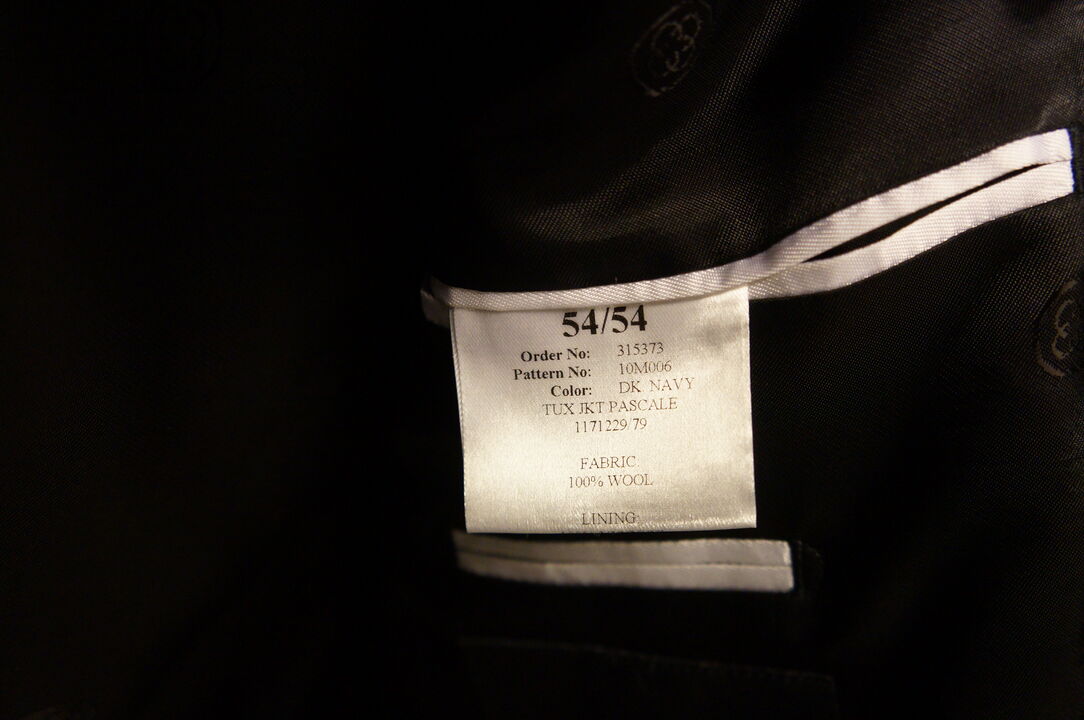 54/54
Order No: 315373
Pattern No: 10M006
Color: DK. NAVY
TUX JKT PASCALE
1171229/79
FABRIC:
100% WOOL
LINING: